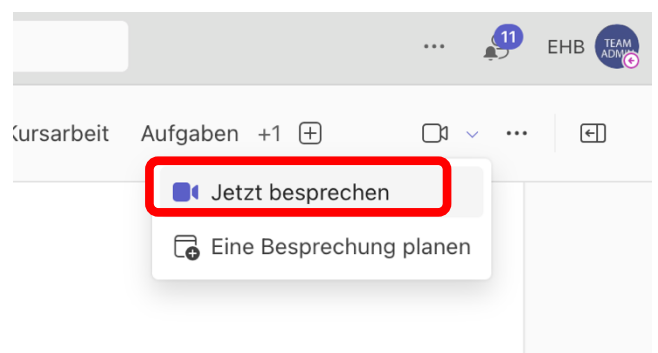 11
EHB
TEAM
ADMIN
Kursarbeit Aufgaben +1
Jetzt besprechen
Eine Besprechung planen